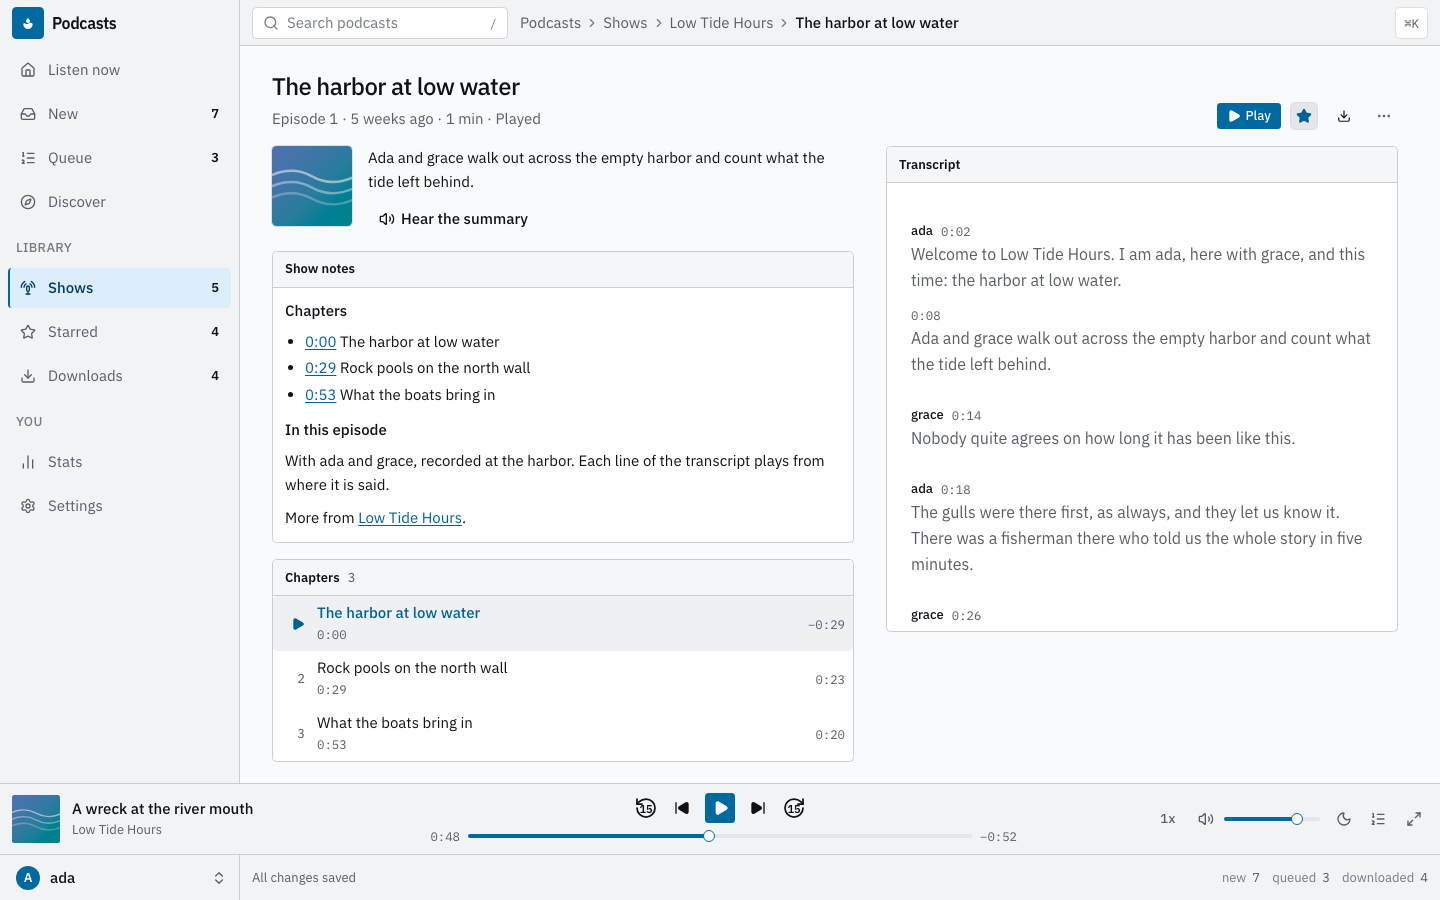 Podcasts
Search podcasts /
Podcasts > Shows > Low Tide Hours > The harbor at low water
⌘K
Listen now
New 7
Queue 3
Discover
LIBRARY
Shows 5
Starred 4
Downloads 4
YOU
Stats
Settings
The harbor at low water
Episode 1 · 5 weeks ago · 1 min · Played
Play
Ada and grace walk out across the empty harbor and count what the
tide left behind.
Hear the summary
Show notes
Chapters
• 0:00 The harbor at low water
• 0:29 Rock pools on the north wall
• 0:53 What the boats bring in
In this episode
With ada and grace, recorded at the harbor. Each line of the transcript plays from
where it is said.
More from Low Tide Hours.
Chapters 3
The harbor at low water
0:00
−0:29
2
Rock pools on the north wall
0:29
0:23
3
What the boats bring in
0:53
0:20
Transcript
ada 0:02
Welcome to Low Tide Hours. I am ada, here with grace, and this
time: the harbor at low water.
0:08
Ada and grace walk out across the empty harbor and count what
the tide left behind.
grace 0:14
Nobody quite agrees on how long it has been like this.
ada 0:18
The gulls were there first, as always, and they let us know it.
There was a fisherman there who told us the whole story in five
minutes.
grace 0:26
A wreck at the river mouth
Low Tide Hours
15
15
0:48
−0:52
1x
A ada
All changes saved
new 7 queued 3 downloaded 4